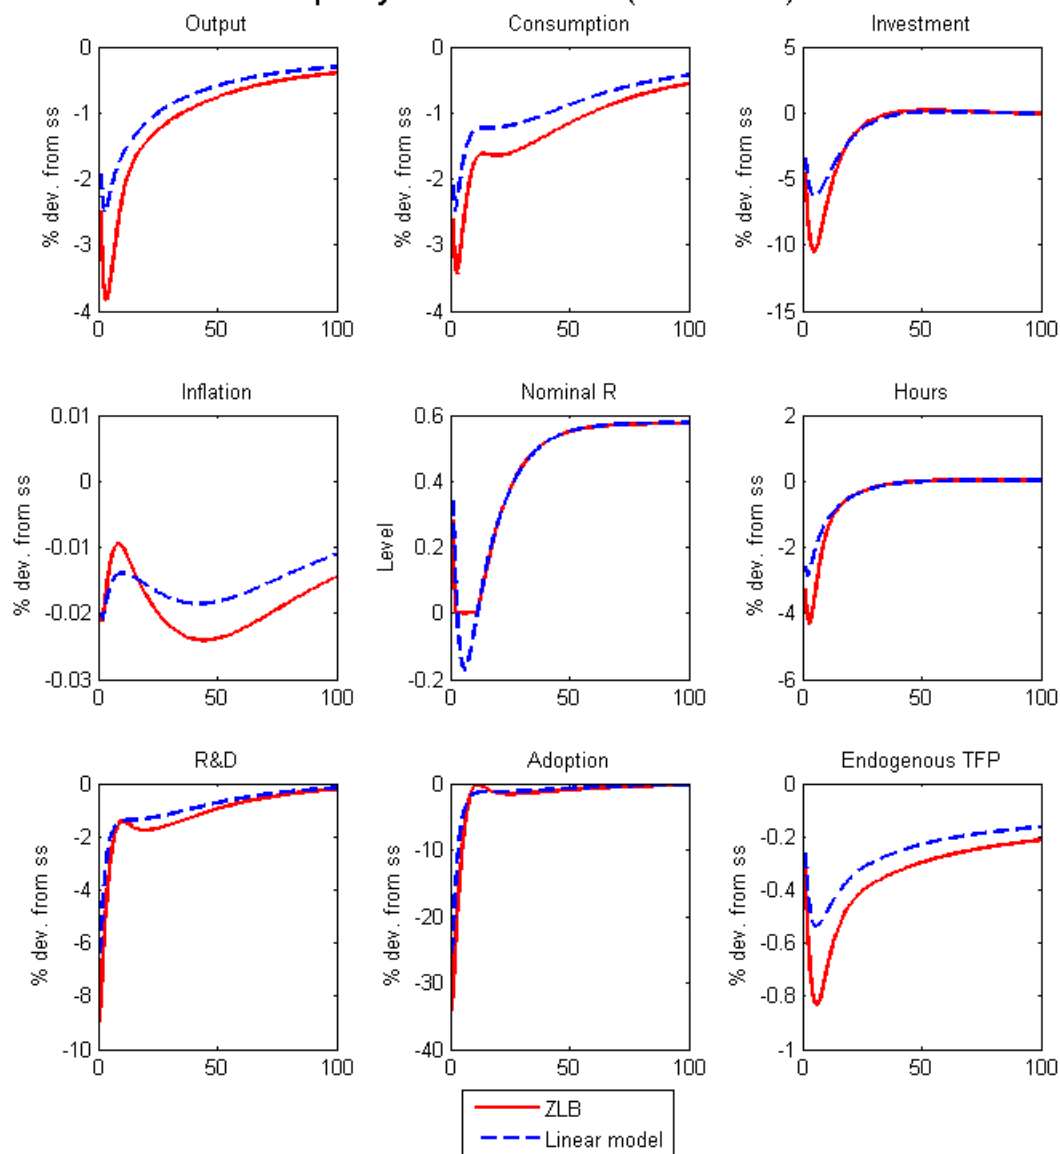 Output Consumption Investment
% dev. from ss % dev. from ss % dev. from ss
0 5
-1 0
-2 -5
-3 -10
-4 -15
0 50 100 0 50 100 0 50 100
Inflation Nominal R Hours
% dev. from ss Level % dev. from ss
0.01 0.6 2
0 0.4 0
-0.01 0.2 -2
-0.02 0 -4
-0.03 -0.2 -6
0 50 100 0 50 100 0 50 100
R&D Adoption Endogenous TFP
% dev. from ss % dev. from ss % dev. from ss
0 0 0
-2 -10 -0.2
-4 -20 -0.4
-6 -30 -0.6
-8 -40 -0.8
-10 -1
0 50 100 0 50 100 0 50 100
ZLB
Linear model